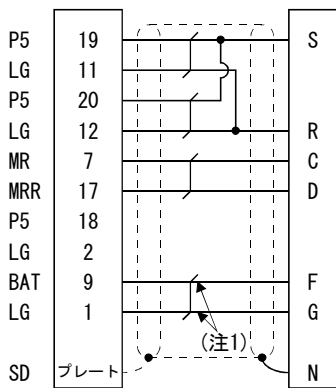 P5 19 S
LG 11
P5 20
LG 12 R
MR 7 C
MRR 17 D
P5 18
LG 2
BAT 9 F
LG 1 G
(注1)
SD プレート N